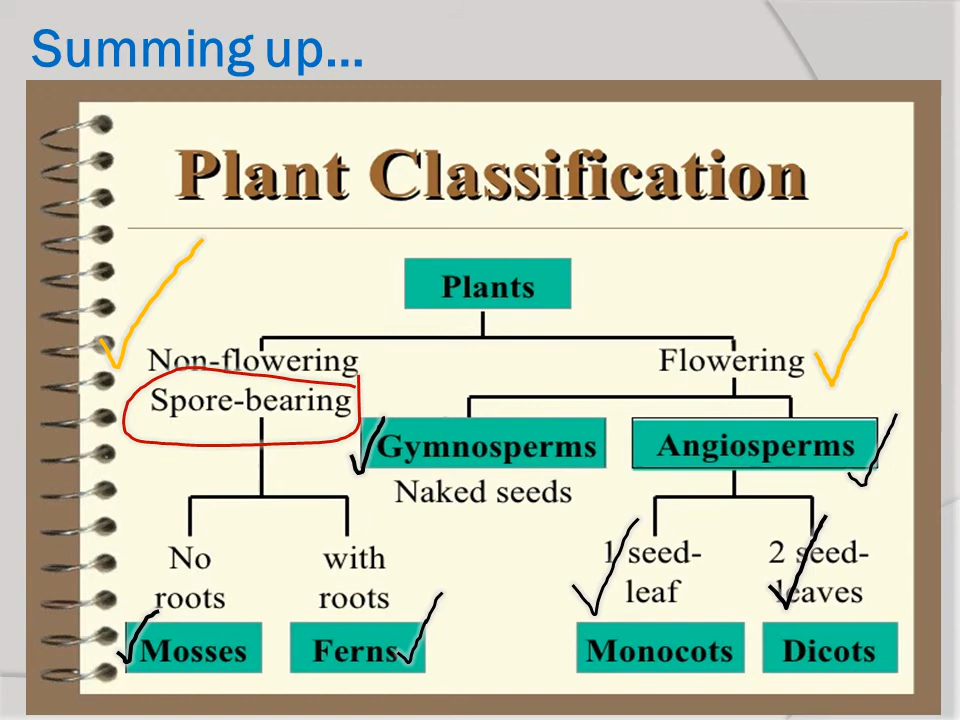 Summing up...
Plant Classification
Plants
Non-flowering
Spore-bearing
Flowering
Gymnosperms
Naked seeds
Angiosperms
No
roots
with
roots
1 seed-
leaf
2 seed-
leaves
Mosses
Ferns
Monocots
Dicots